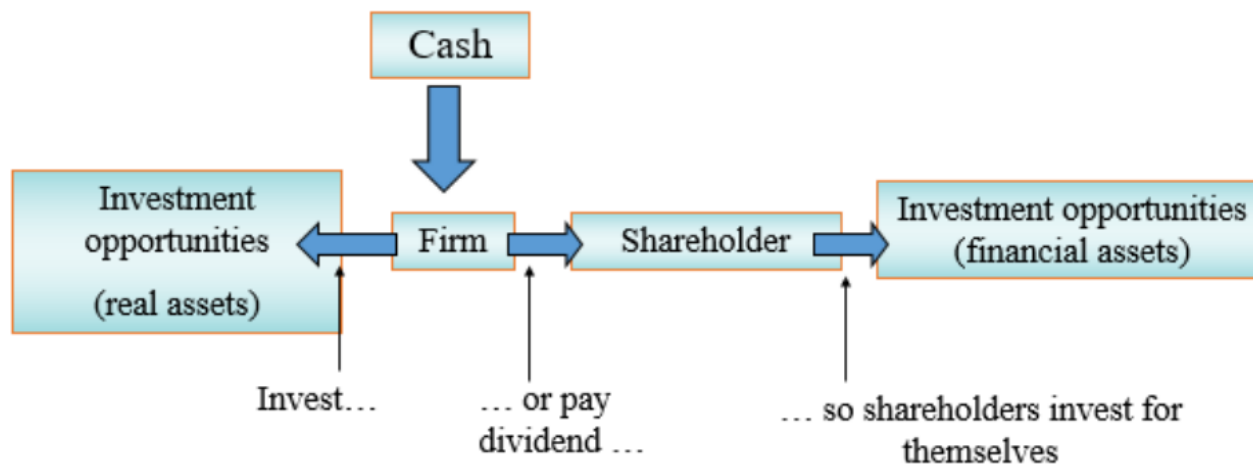 Cash
Investment
opportunities
(real assets)
Firm
Shareholder
Investment opportunities
(financial assets)
Invest…
… or pay
dividend …
… so shareholders invest for
themselves